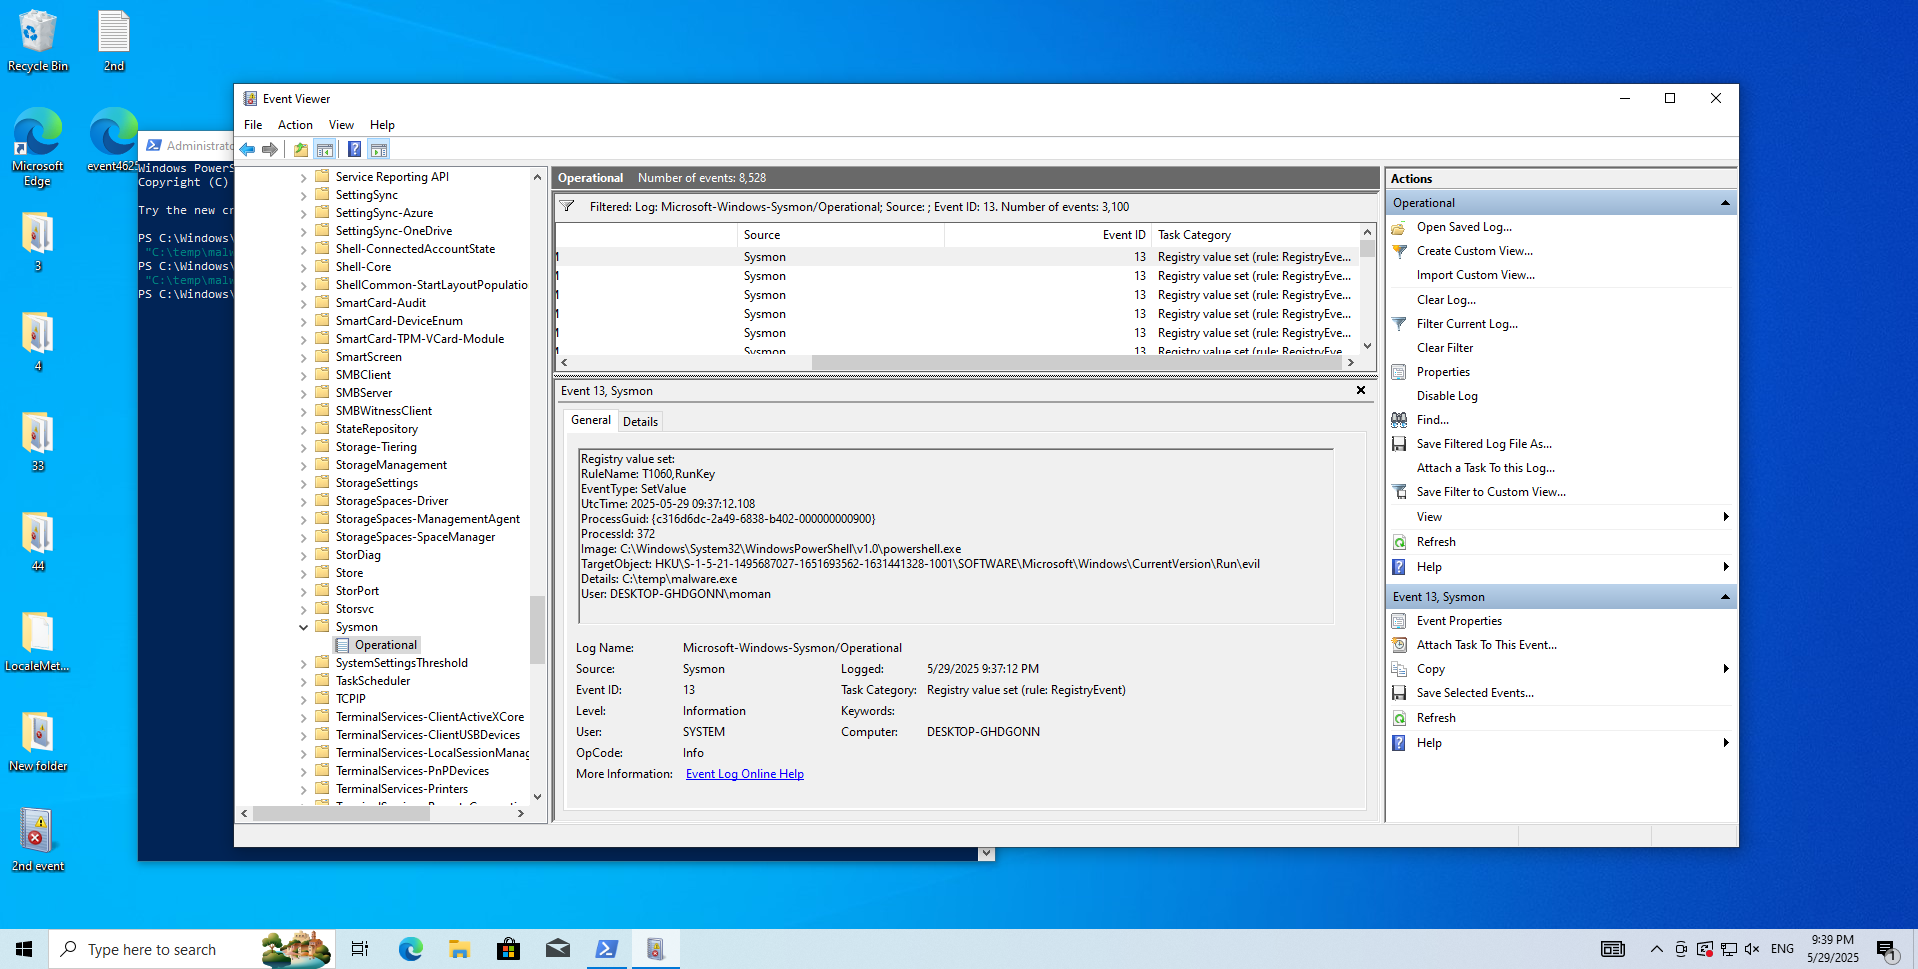 Recycle Bin
2nd
Microsoft
Edge
event4625
3
4
33
44
LocaleMet...
New folder
2nd event
Administrato
Windows PowerS
Copyright (C)
Try the new cr
PS C:\Windows\
"C:\temp\malw
PS C:\Windows\
"C:\temp\malw
PS C:\Windows\
Event Viewer
File Action View Help
Service Reporting API
SettingSync
SettingSync-Azure
SettingSync-OneDrive
Shell-ConnectedAccountState
Shell-Core
ShellCommon-StartLayoutPopulatio
SmartCard-Audit
SmartCard-DeviceEnum
SmartCard-TPM-VCard-Module
SmartScreen
SMBClient
SMBServer
SMBWitnessClient
StateRepository
Storage-Tiering
StorageManagement
StorageSettings
StorageSpaces-Driver
StorageSpaces-ManagementAgent
StorageSpaces-SpaceManager
StorDiag
Store
StorPort
Storsvc
Sysmon
Operational
SystemSettingsThreshold
TaskScheduler
TCPIP
TerminalServices-ClientActiveXCore
TerminalServices-ClientUSBDevices
TerminalServices-LocalSessionManag
TerminalServices-PnPDevices
TerminalServices-Printers
Operational Number of events: 8,528
Filtered: Log: Microsoft-Windows-Sysmon/Operational; Source: ; Event ID: 13. Number of events: 3,100
Source Event ID Task Category
Sysmon 13 Registry value set (rule: RegistryEve...
Sysmon 13 Registry value set (rule: RegistryEve...
Sysmon 13 Registry value set (rule: RegistryEve...
Sysmon 13 Registry value set (rule: RegistryEve...
Sysmon 13 Registry value set (rule: RegistryEve...
Sysmon 13 Registry value set (rule: RegistryEve...
Event 13, Sysmon
General Details
Registry value set:
RuleName: T1060,RunKey
EventType: SetValue
UtcTime: 2025-05-29 09:37:12.108
ProcessGuid: {c316d6dc-2a49-6838-b402-000000000900}
ProcessId: 372
Image: C:\Windows\System32\WindowsPowerShell\v1.0\powershell.exe
TargetObject: HKU\S-1-5-21-1495687027-1651693562-1631441328-1001\SOFTWARE\Microsoft\Windows\CurrentVersion\Run\evil
Details: C:\temp\malware.exe
User: DESKTOP-GHDGONN\moman
Log Name: Microsoft-Windows-Sysmon/Operational
Source: Sysmon Logged: 5/29/2025 9:37:12 PM
Event ID: 13 Task Category: Registry value set (rule: RegistryEvent)
Level: Information Keywords:
User: SYSTEM Computer: DESKTOP-GHDGONN
OpCode: Info
More Information: Event Log Online Help
Actions
Operational
Open Saved Log...
Create Custom View...
Import Custom View...
Clear Log...
Filter Current Log...
Clear Filter
Properties
Disable Log
Find...
Save Filtered Log File As...
Attach a Task To this Log...
Save Filter to Custom View...
View
Refresh
Help
Event 13, Sysmon
Event Properties
Attach Task To This Event...
Copy
Save Selected Events...
Refresh
Help
Type here to search
ENG
9:39 PM
5/29/2025
1